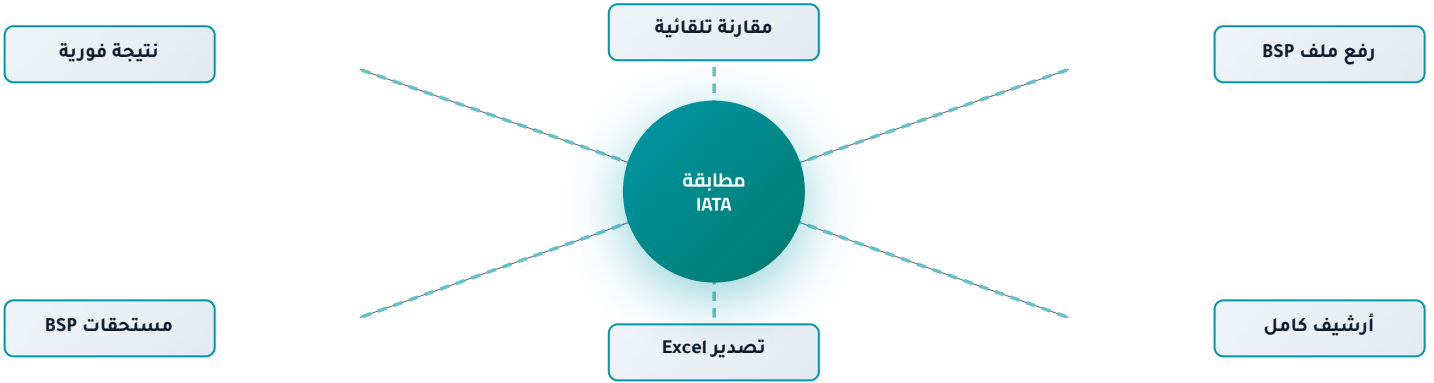 رفع ملف BSP
مقارنة تلقائية
نتيجة فورية
مطابقة
IATA
أرشيف كامل
تصدير Excel
مستحقات BSP